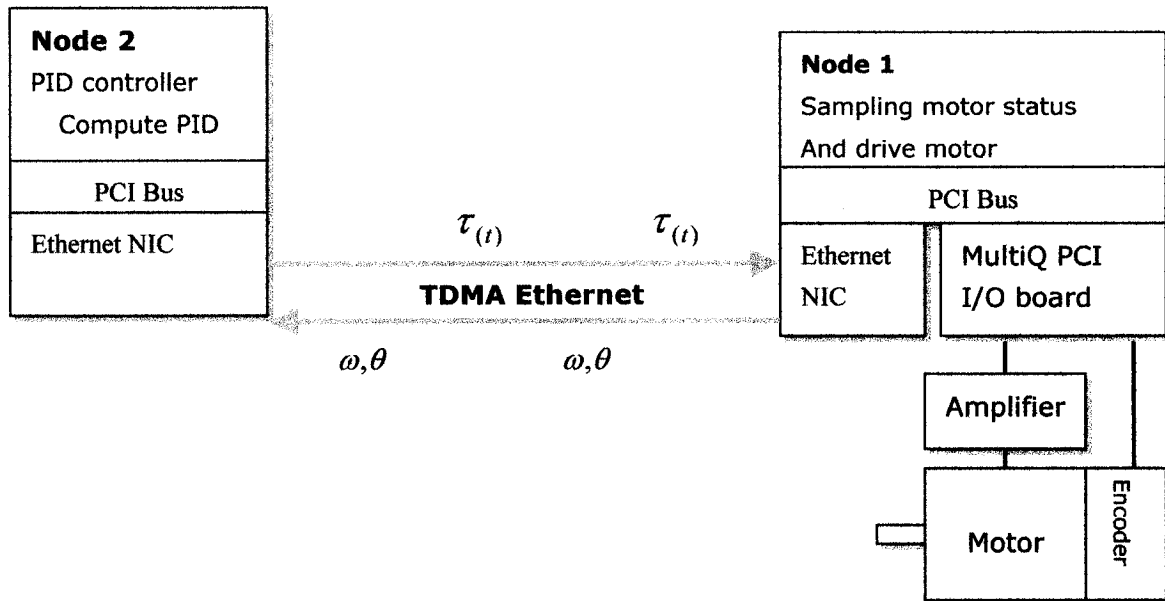 Node 2
PID controller
Compute PID
PCI Bus
Ethernet NIC
τ(t) τ(t)
TDMA Ethernet
ω,θ ω,θ
Node 1
Sampling motor status
And drive motor
PCI Bus
Ethernet
NIC
MultiQ PCI
I/O board
Amplifier
Motor
Encoder